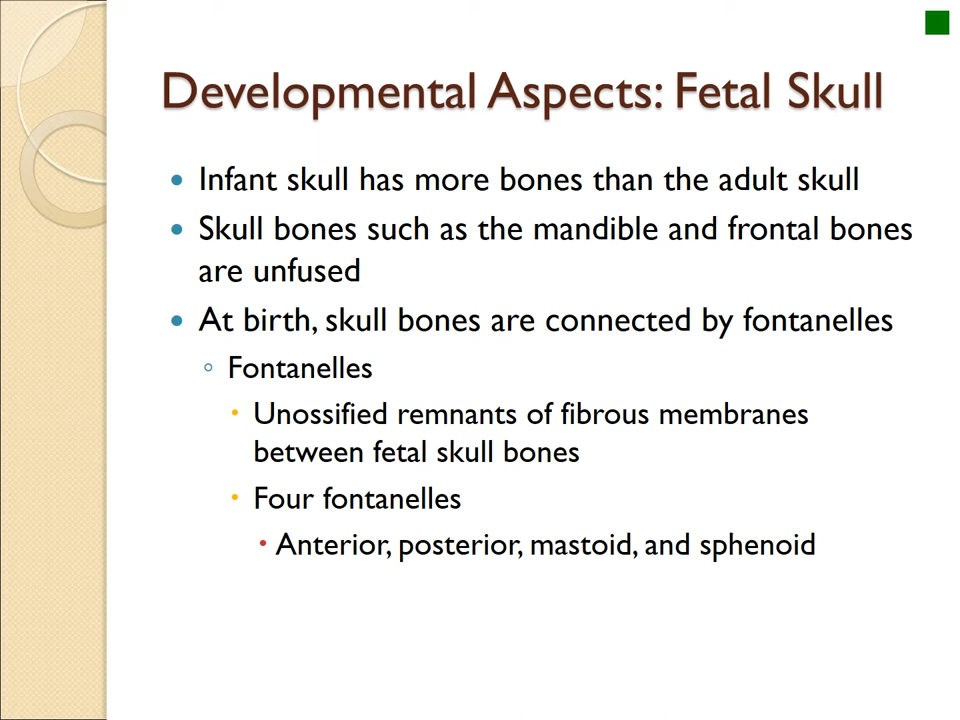 Developmental Aspects: Fetal Skull
Infant skull has more bones than the adult skull
Skull bones such as the mandible and frontal bones
are unfused
At birth, skull bones are connected by fontanelles
Fontanelles
Unossified remnants of fibrous membranes
between fetal skull bones
Four fontanelles
Anterior, posterior, mastoid, and sphenoid